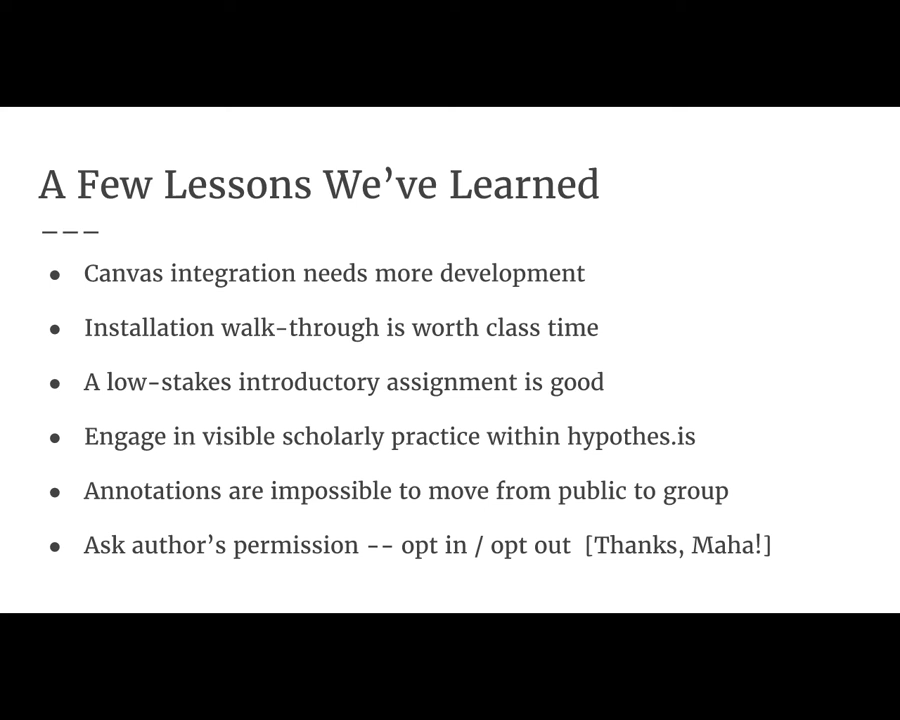 A Few Lessons We’ve Learned
● Canvas integration needs more development
● Installation walk-through is worth class time
● A low-stakes introductory assignment is good
● Engage in visible scholarly practice within hypothes.is
● Annotations are impossible to move from public to group
● Ask author’s permission -- opt in / opt out [Thanks, Maha!]